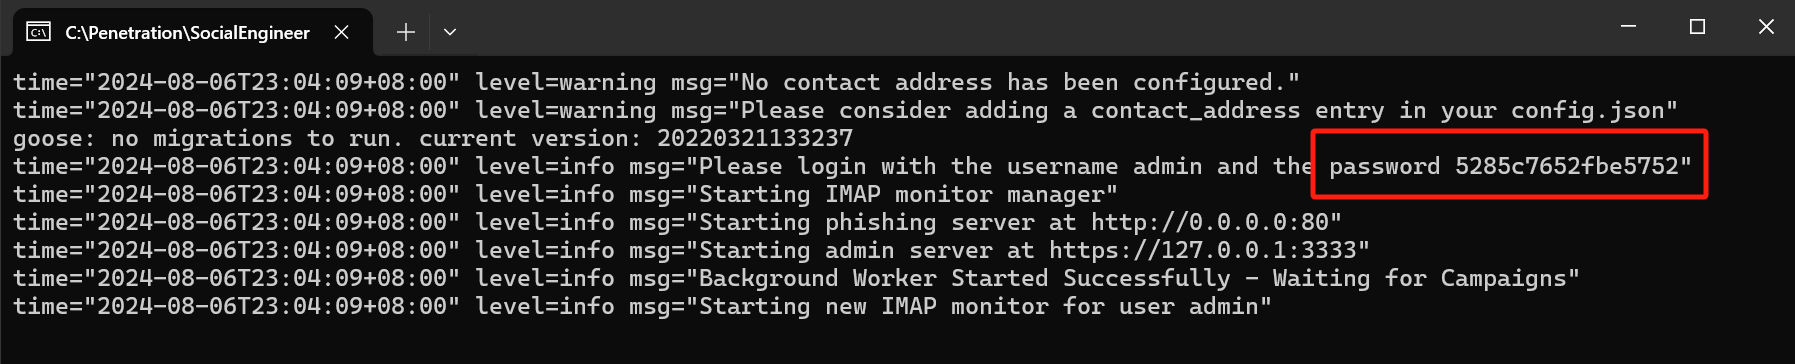 C:\Penetration\SocialEngineer
time="2024-08-06T23:04:09+08:00" level=warning msg="No contact address has been configured."
time="2024-08-06T23:04:09+08:00" level=warning msg="Please consider adding a contact_address entry in your config.json"
goose: no migrations to run. current version: 20220321133237
time="2024-08-06T23:04:09+08:00" level=info msg="Please login with the username admin and the password 5285c7652fbe5752"
time="2024-08-06T23:04:09+08:00" level=info msg="Starting IMAP monitor manager"
time="2024-08-06T23:04:09+08:00" level=info msg="Starting phishing server at http://0.0.0.0:80"
time="2024-08-06T23:04:09+08:00" level=info msg="Starting admin server at https://127.0.0.1:3333"
time="2024-08-06T23:04:09+08:00" level=info msg="Background Worker Started Successfully - Waiting for Campaigns"
time="2024-08-06T23:04:09+08:00" level=info msg="Starting new IMAP monitor for user admin"